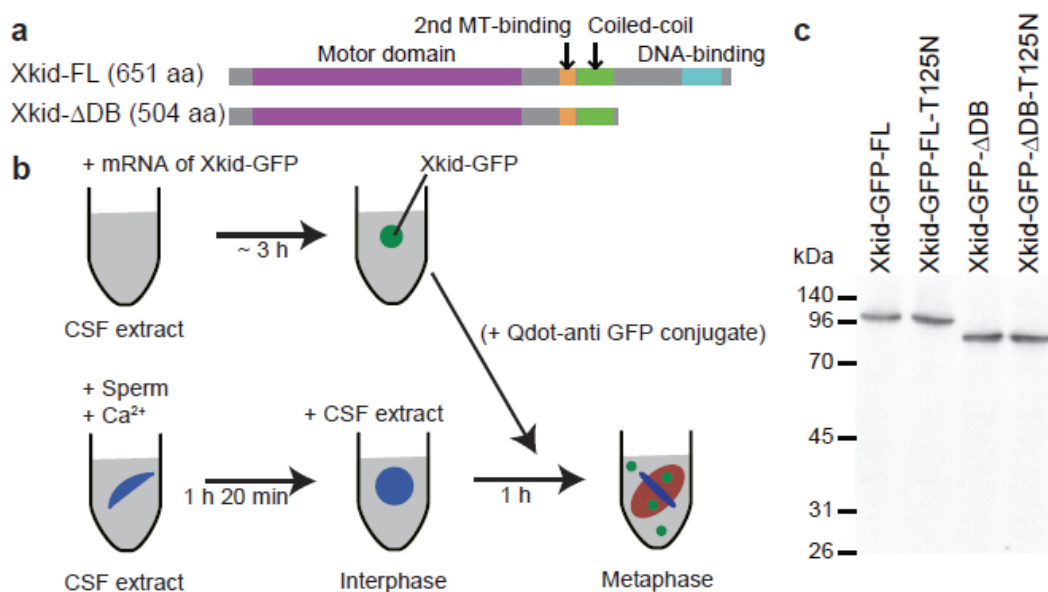 a
2nd MT-binding
Coiled-coil
Motor domain
DNA-binding
Xkid-FL (651 aa)
Xkid-ΔDB (504 aa)
b
+ mRNA of Xkid-GFP
Xkid-GFP
~ 3 h
CSF extract
(+ Qdot-anti GFP conjugate)
+ Sperm
+ Ca²⁺
+ CSF extract
1 h 20 min
1 h
CSF extract
Interphase
Metaphase
c
Xkid-GFP-FL
Xkid-GFP-FL-T125N
Xkid-GFP-ΔDB
Xkid-GFP-ΔDB-T125N
kDa
140
96
70
45
31
26